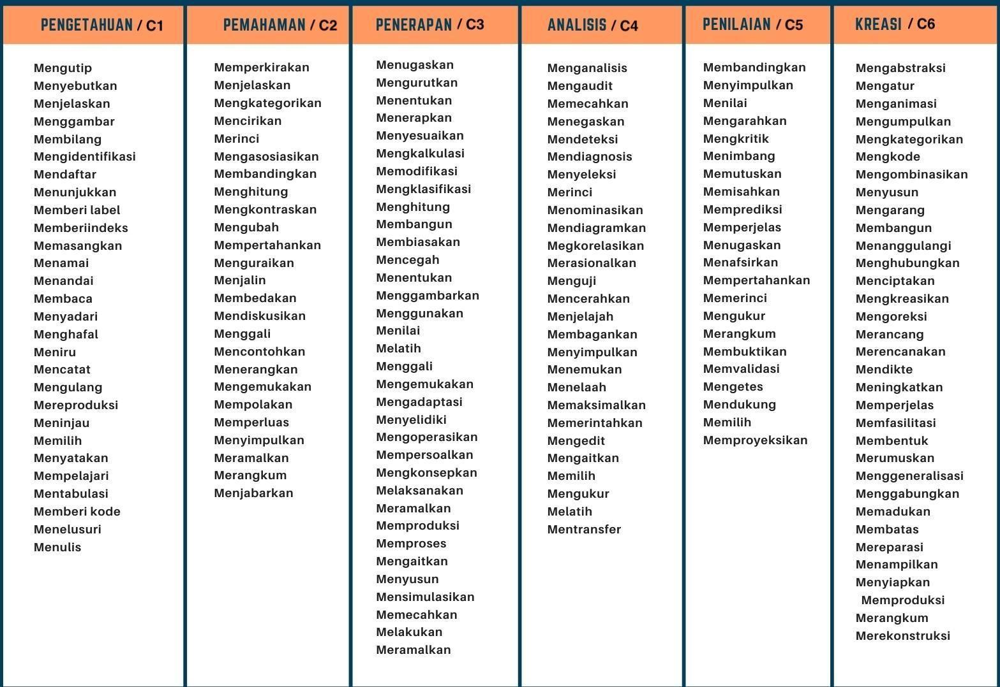 PENGETAHUAN / C1
Mengutip
Menyebutkan
Menjelaskan
Menggambar
Membilang
Mengidentifikasi
Mendaftar
Menunjukkan
Memberi label
Memberiindeks
Memasangkan
Menamai
Menandai
Membaca
Menyadari
Menghafal
Meniru
Mencatat
Mengulang
Mereproduksi
Meninjau
Memilih
Menyatakan
Mempelajari
Mentabulasi
Memberi kode
Menelusuri
Menulis
PEMAHAMAN / C2
Memperkirakan
Menjelaskan
Mengkategorikan
Mencirikan
Merinci
Mengasosiasikan
Membandingkan
Menghitung
Mengkontraskan
Mengubah
Mempertahankan
Menguraikan
Menjalin
Membedakan
Mendiskusikan
Menggali
Mencontohkan
Menerangkan
Mengemukakan
Mempolakan
Memperluas
Menyimpulkan
Meramalkan
Merangkum
Menjabarkan
PENERAPAN / C3
Menugaskan
Mengurutkan
Menentukan
Menerapkan
Menyesuaikan
Mengkalkulasi
Memodifikasi
Mengklasifikasi
Menghitung
Membangun
Membiasakan
Mencegah
Menentukan
Menggambarkan
Menggunakan
Menilai
Melatih
Menggali
Mengemukakan
Mengadaptasi
Menyelidiki
Mengoperasikan
Mempersoalkan
Mengkonsepkan
Melaksanakan
Meramalkan
Memproduksi
Memproses
Mengaitkan
Menyusun
Mensimulasikan
Memecahkan
Melakukan
Meramalkan
ANALISIS / C4
Menganalisis
Mengaudit
Memecahkan
Menegaskan
Mendeteksi
Mendiagnosis
Menyeleksi
Merinci
Menominasikan
Mendiagramkan
Megkorelasikan
Merasionalkan
Menguji
Mencerahkan
Menjelajah
Membagankan
Menyimpulkan
Menemukan
Menelaah
Memaksimalkan
Memerintahkan
Mengedit
Mengaitkan
Memilih
Mengukur
Melatih
Mentransfer
PENILAIAN / C5
Membandingkan
Menyimpulkan
Menilai
Mengarahkan
Mengkritik
Menimbang
Memutuskan
Memisahkan
Memprediksi
Memperjelas
Menugaskan
Menafsirkan
Mempertahankan
Memerinci
Mengukur
Merangkum
Membuktikan
Memvalidasi
Mengetes
Mendukung
Memilih
Memproyeksikan
KREASI / C6
Mengabstraksi
Mengatur
Menganimasi
Mengumpulkan
Mengkategorikan
Mengkode
Mengombinasikan
Menyusun
Mengarang
Membangun
Menanggulangi
Menghubungkan
Menciptakan
Mengkreasikan
Mengoreksi
Merancang
Merencanakan
Mendikte
Meningkatkan
Memperjelas
Memfasilitasi
Membentuk
Merumuskan
Menggeneralisasi
Menggabungkan
Memadukan
Membatas
Mereparasi
Menampilkan
Menyiapkan
Memproduksi
Merangkum
Merekonstruksi